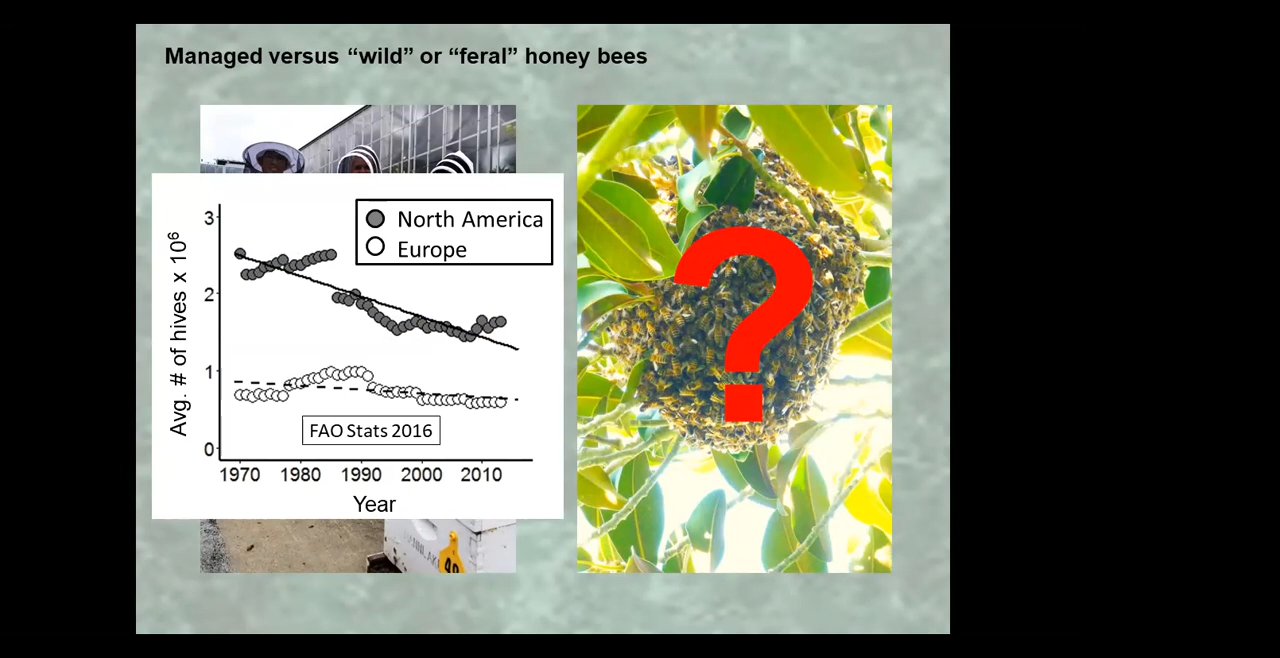 Managed versus “wild” or “feral” honey bees
North America
Europe
Avg. # of hives x 10⁶
3
2
1
0
FAO Stats 2016
1970 1980 1990 2000 2010
Year
?